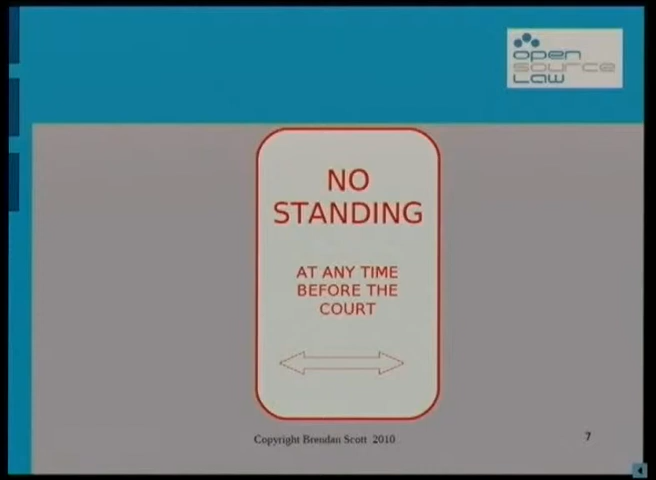 open
source
Law
NO
STANDING
AT ANY TIME
BEFORE THE
COURT
Copyright Brendan Scott 2010
7